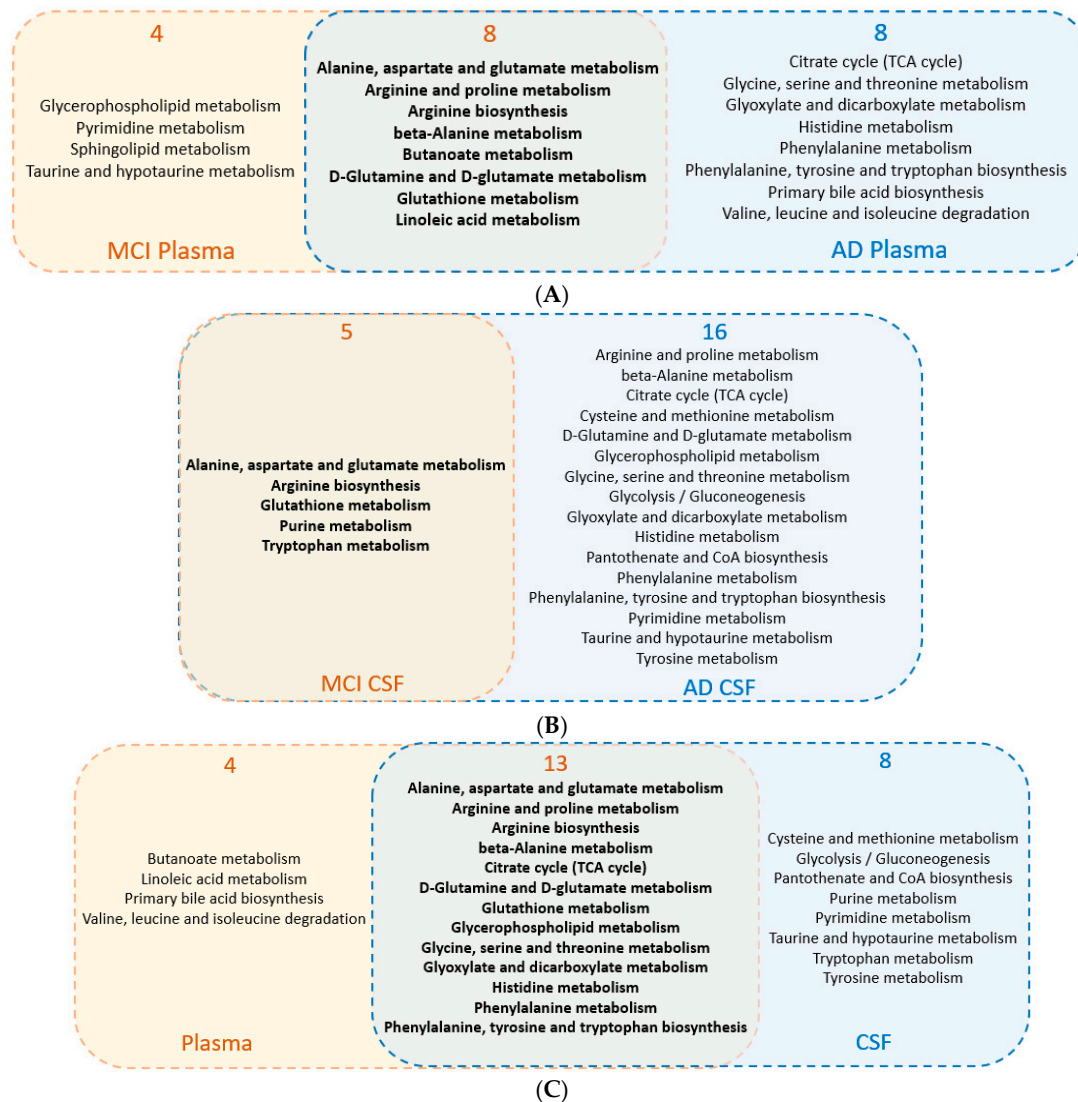 4
Glycerophospholipid metabolism
Pyrimidine metabolism
Sphingolipid metabolism
Taurine and hypotaurine metabolism
MCI Plasma
8
Alanine, aspartate and glutamate metabolism
Arginine and proline metabolism
Arginine biosynthesis
beta-Alanine metabolism
Butanoate metabolism
D-Glutamine and D-glutamate metabolism
Glutathione metabolism
Linoleic acid metabolism
8
Citrate cycle (TCA cycle)
Glycine, serine and threonine metabolism
Glyoxylate and dicarboxylate metabolism
Histidine metabolism
Phenylalanine metabolism
Phenylalanine, tyrosine and tryptophan biosynthesis
Primary bile acid biosynthesis
Valine, leucine and isoleucine degradation
AD Plasma
(A)
5
Alanine, aspartate and glutamate metabolism
Arginine biosynthesis
Glutathione metabolism
Purine metabolism
Tryptophan metabolism
MCI CSF
16
Arginine and proline metabolism
beta-Alanine metabolism
Citrate cycle (TCA cycle)
Cysteine and methionine metabolism
D-Glutamine and D-glutamate metabolism
Glycerophospholipid metabolism
Glycine, serine and threonine metabolism
Glycolysis / Gluconeogenesis
Glyoxylate and dicarboxylate metabolism
Histidine metabolism
Pantothenate and CoA biosynthesis
Phenylalanine metabolism
Phenylalanine, tyrosine and tryptophan biosynthesis
Pyrimidine metabolism
Taurine and hypotaurine metabolism
Tyrosine metabolism
AD CSF
(B)
4
Butanoate metabolism
Linoleic acid metabolism
Primary bile acid biosynthesis
Valine, leucine and isoleucine degradation
Plasma
13
Alanine, aspartate and glutamate metabolism
Arginine and proline metabolism
Arginine biosynthesis
beta-Alanine metabolism
Citrate cycle (TCA cycle)
D-Glutamine and D-glutamate metabolism
Glutathione metabolism
Glycerophospholipid metabolism
Glycine, serine and threonine metabolism
Glyoxylate and dicarboxylate metabolism
Histidine metabolism
Phenylalanine metabolism
Phenylalanine, tyrosine and tryptophan biosynthesis
8
Cysteine and methionine metabolism
Glycolysis / Gluconeogenesis
Pantothenate and CoA biosynthesis
Purine metabolism
Pyrimidine metabolism
Taurine and hypotaurine metabolism
Tryptophan metabolism
Tyrosine metabolism
CSF
(C)